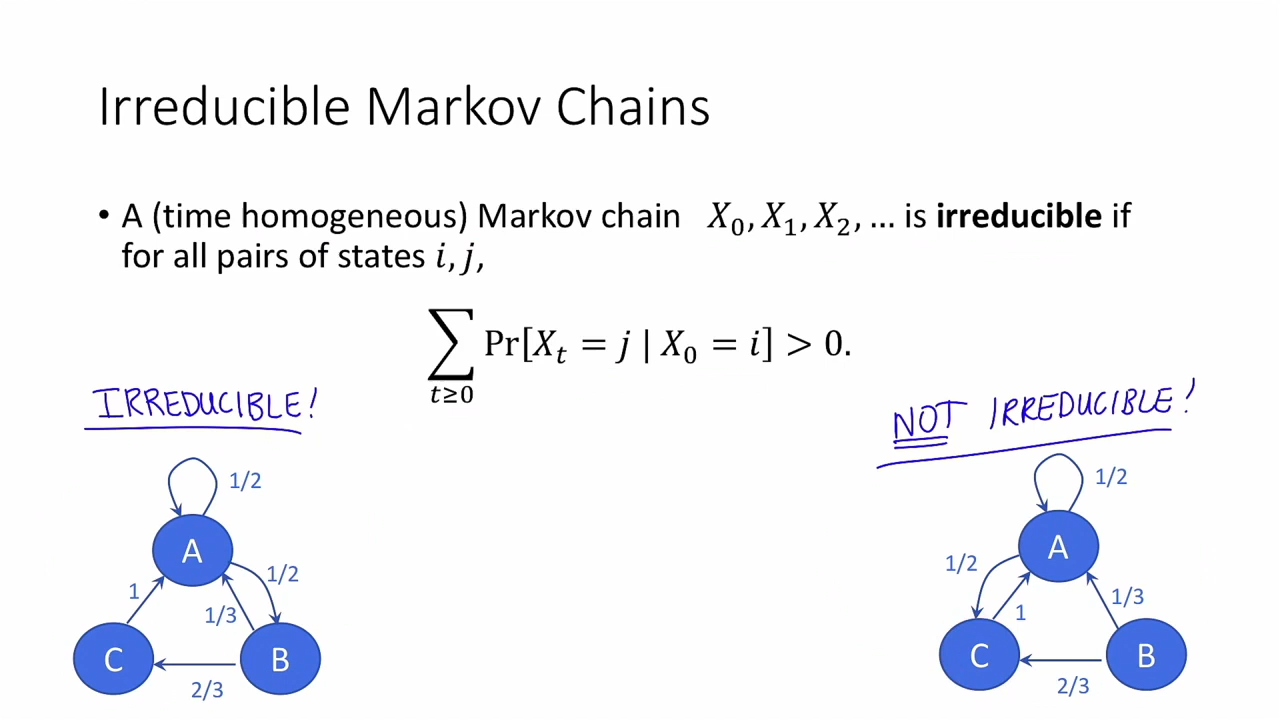 Irreducible Markov Chains
• A (time homogeneous) Markov chain X₀, X₁, X₂, ... is irreducible if
for all pairs of states i, j,
∑ Pr[Xₜ = j | X₀ = i] > 0.
t≥0
IRREDUCIBLE!
NOT IRREDUCIBLE!
1/2
A
1/2
1
1/3
C
B
2/3
1/2
A
1/2
1
1/3
C
B
2/3